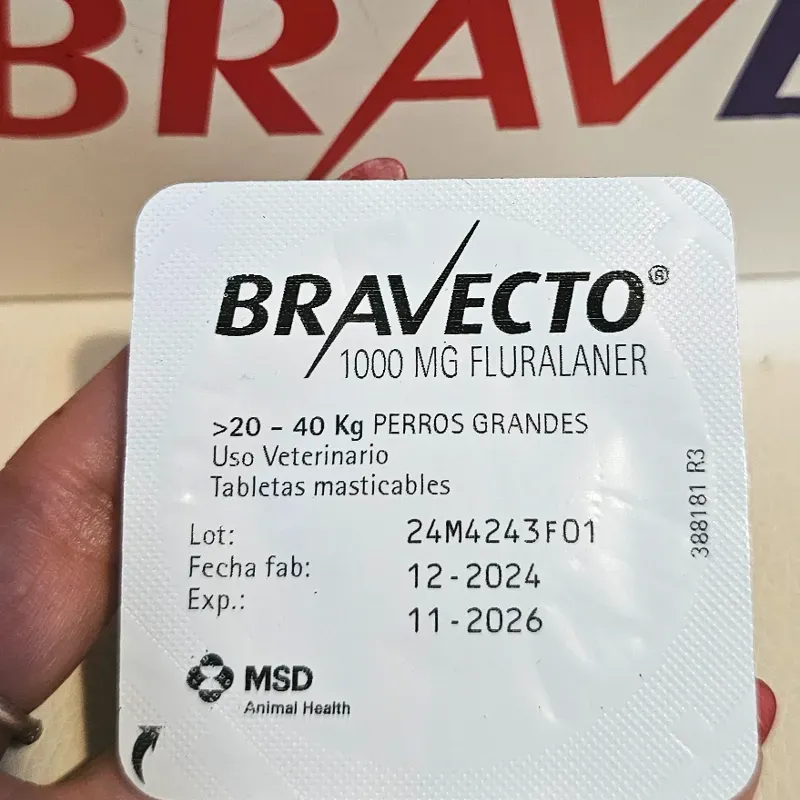 BRAVE
BRAVECTO®
1000 MG FLURALANER
>20 - 40 Kg PERROS GRANDES
Uso Veterinario
Tabletas masticables
Lot: 24M4243F01
Fecha fab: 12-2024
Exp.: 11-2026
388181 R3
MSD
Animal Health